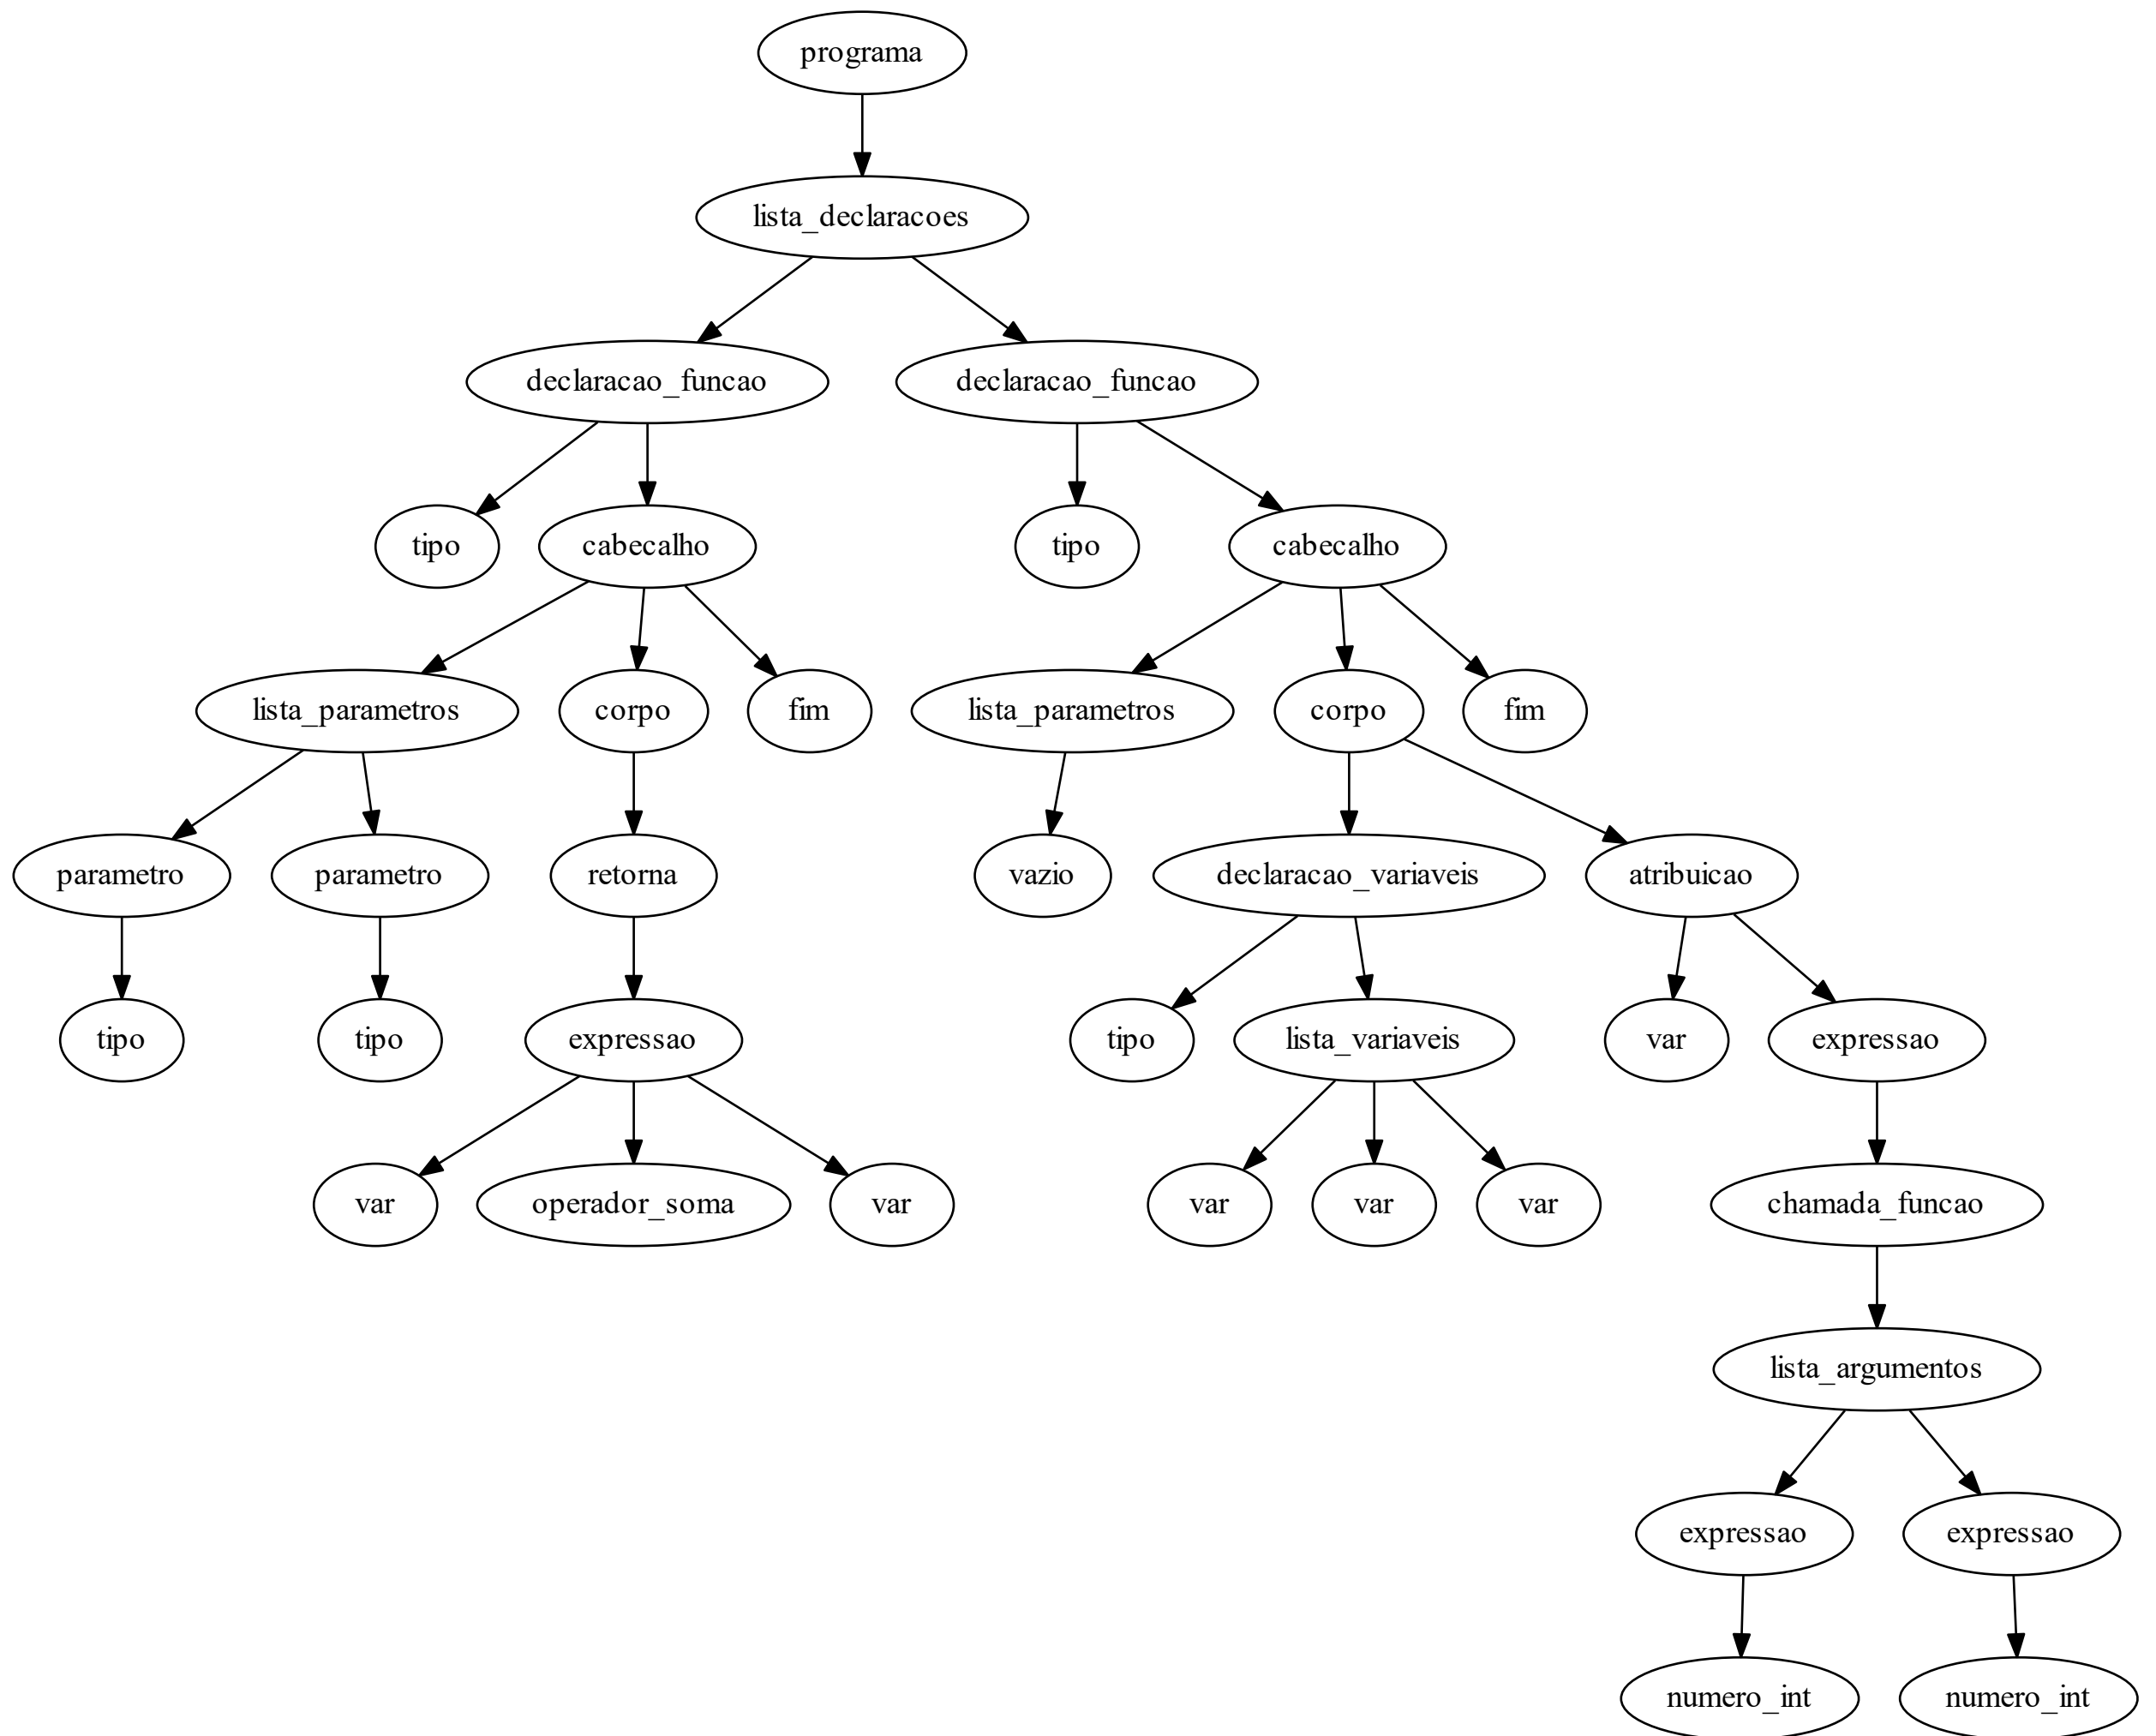 programa
lista_declaracoes
declaracao_funcao
declaracao_funcao
tipo
cabecalho
tipo
cabecalho
lista_parametros
corpo
fim
lista_parametros
corpo
fim
parametro
parametro
retorna
vazio
declaracao_variaveis
atribuicao
tipo
tipo
expressao
tipo
lista_variaveis
var
expressao
var
operador_soma
var
var
var
var
chamada_funcao
lista_argumentos
expressao
expressao
numero_int
numero_int